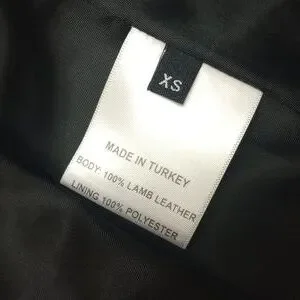 XS
MADE IN TURKEY
BODY: 100% LAMB LEATHER
LINING 100% POLYESTER